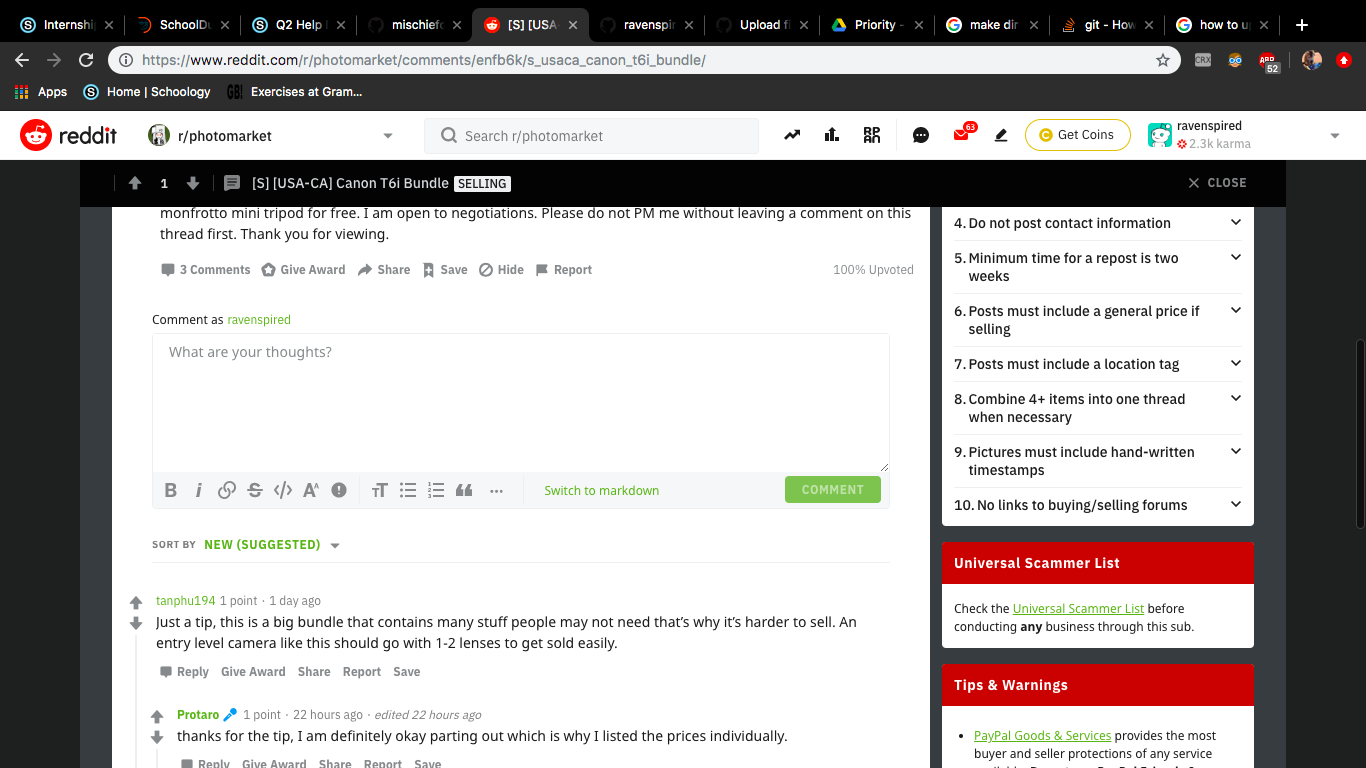 Internship
SchoolDu
Q2 Help
mischiefo
[S] [USA-
ravenspir
Upload fi
Priority -
make dir
git - How
how to u
https://www.reddit.com/r/photomarket/comments/enfb6k/s_usaca_canon_t6i_bundle/
CRX
ABP
52
Apps
Home | Schoology
GB!
Exercises at Gram...
reddit
r/photomarket
Search r/photomarket
63
Get Coins
ravenspired
2.3k karma
1
[S] [USA-CA] Canon T6i Bundle SELLING
CLOSE
monfrotto mini tripod for free. I am open to negotiations. Please do not PM me without leaving a comment on this
thread first. Thank you for viewing.
3 Comments Give Award Share Save Hide Report 100% Upvoted
Comment as ravenspired
What are your thoughts?
Switch to markdown
COMMENT
SORT BY NEW (SUGGESTED)
tanphu194 1 point · 1 day ago
Just a tip, this is a big bundle that contains many stuff people may not need that’s why it’s harder to sell. An
entry level camera like this should go with 1-2 lenses to get sold easily.
Reply Give Award Share Report Save
Protaro 1 point · 22 hours ago · edited 22 hours ago
thanks for the tip, I am definitely okay parting out which is why I listed the prices individually.
Reply Give Award Share Report Save
4. Do not post contact information
5. Minimum time for a repost is two
weeks
6. Posts must include a general price if
selling
7. Posts must include a location tag
8. Combine 4+ items into one thread
when necessary
9. Pictures must include hand-written
timestamps
10. No links to buying/selling forums
Universal Scammer List
Check the Universal Scammer List before
conducting any business through this sub.
Tips & Warnings
PayPal Goods & Services provides the most
buyer and seller protections of any service